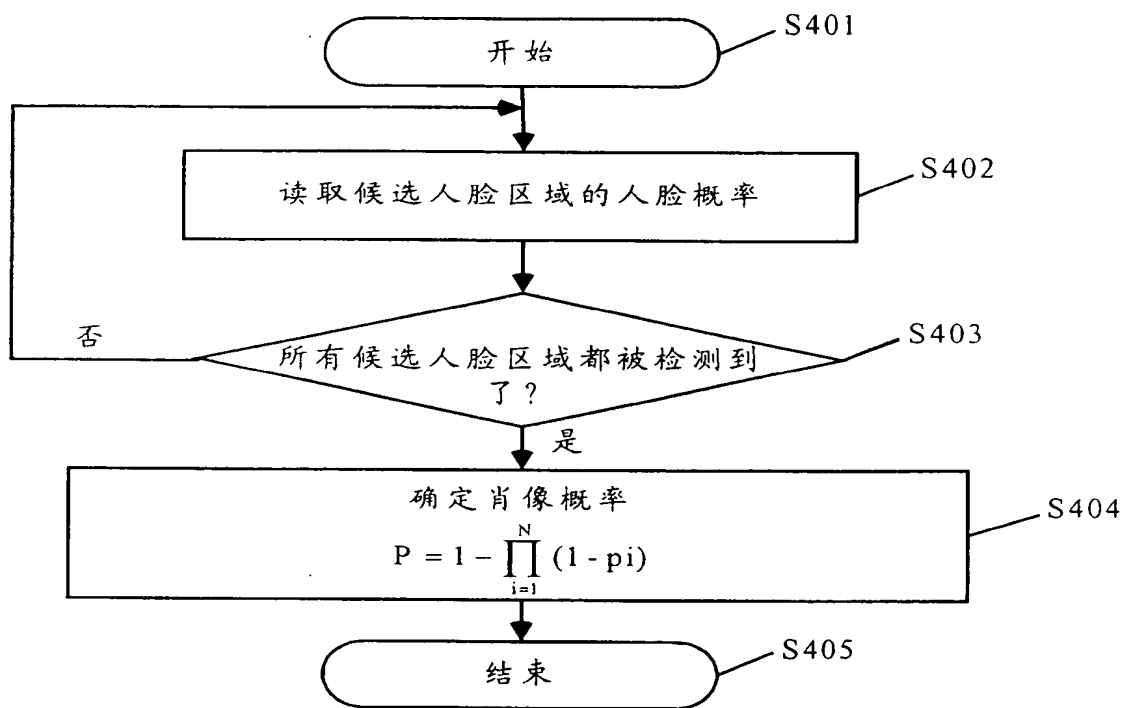 开始
S401
读取候选人脸区域的人脸概率
S402
否
所有候选人脸区域都被检测到
了?
S403
是
确定肖像概率
P = 1 - ∏_{i=1}^{N} (1 - pi)
S404
结束
S405